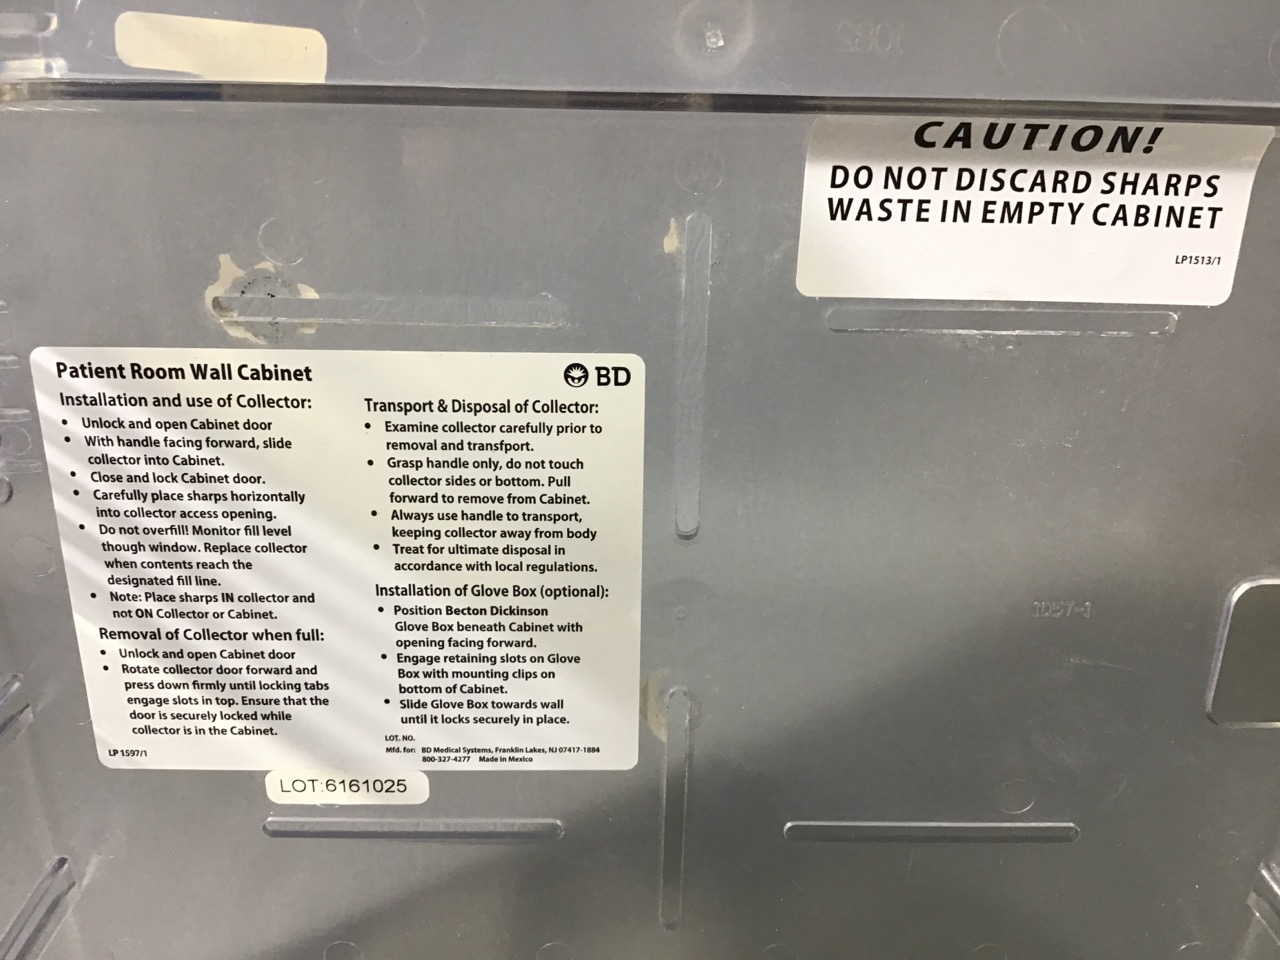 CAUTION!
DO NOT DISCARD SHARPS
WASTE IN EMPTY CABINET
LP1513/1
Patient Room Wall Cabinet
BD
Installation and use of Collector:
• Unlock and open Cabinet door
• With handle facing forward, slide
collector into Cabinet.
• Close and lock Cabinet door.
• Carefully place sharps horizontally
into collector access opening.
• Do not overfill! Monitor fill level
though window. Replace collector
when contents reach the
designated fill line.
• Note: Place sharps IN collector and
not ON Collector or Cabinet.
Removal of Collector when full:
• Unlock and open Cabinet door
• Rotate collector door forward and
press down firmly until locking tabs
engage slots in top. Ensure that the
door is securely locked while
collector is in the Cabinet.
LP 1597/1
Transport & Disposal of Collector:
• Examine collector carefully prior to
removal and transfport.
• Grasp handle only, do not touch
collector sides or bottom. Pull
forward to remove from Cabinet.
• Always use handle to transport,
keeping collector away from body
• Treat for ultimate disposal in
accordance with local regulations.
Installation of Glove Box (optional):
• Position Becton Dickinson
Glove Box beneath Cabinet with
opening facing forward.
• Engage retaining slots on Glove
Box with mounting clips on
bottom of Cabinet.
• Slide Glove Box towards wall
until it locks securely in place.
LOT. NO.
Mfd. for: BD Medical Systems, Franklin Lakes, NJ 07417-1884
800-327-4277 Made in Mexico
LOT:6161025
1057-1